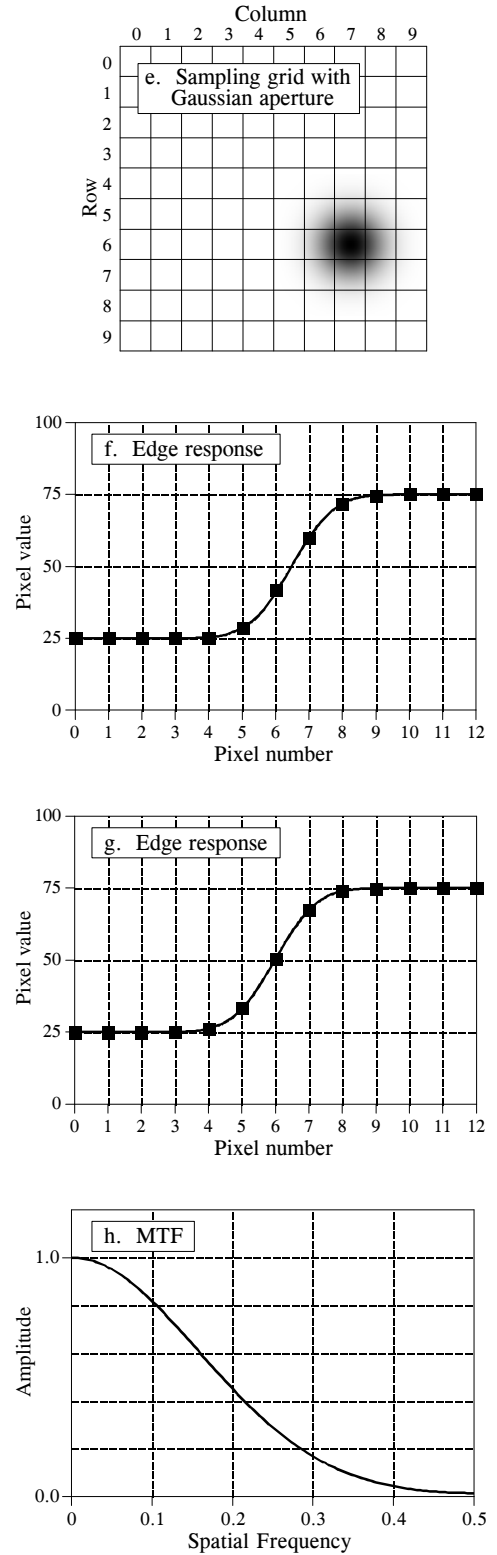 Column
0 1 2 3 4 5 6 7 8 9
e. Sampling grid with
Gaussian aperture
Row
0
1
2
3
4
5
6
7
8
9
100
75
50
25
0
f. Edge response
Pixel value
0 1 2 3 4 5 6 7 8 9 10 11 12
Pixel number
100
75
50
25
0
g. Edge response
Pixel value
0 1 2 3 4 5 6 7 8 9 10 11 12
Pixel number
h. MTF
1.0
0.0
Amplitude
0 0.1 0.2 0.3 0.4 0.5
Spatial Frequency